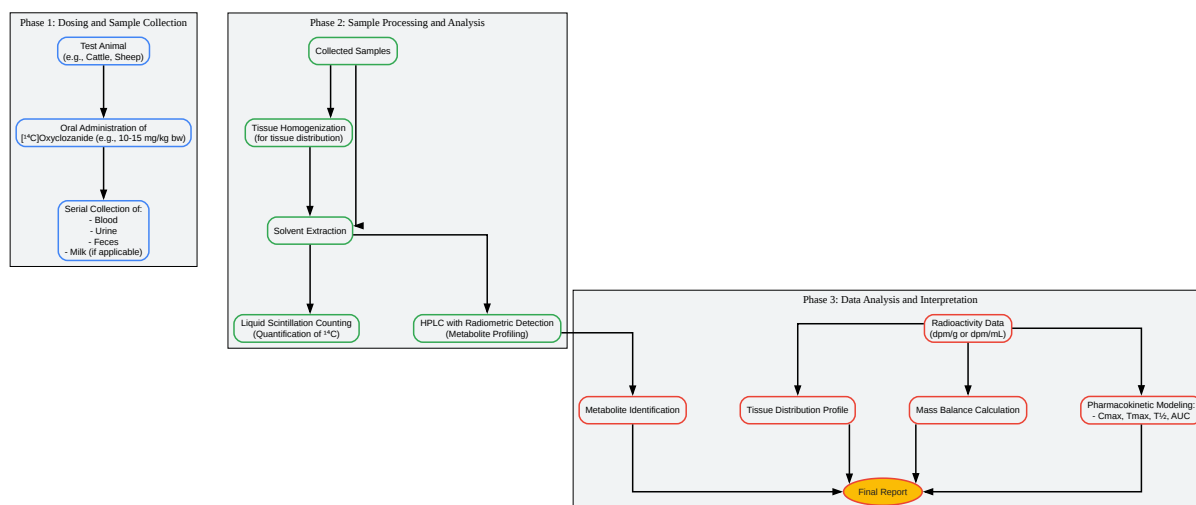 Phase 1: Dosing and Sample Collection
Test Animal
(e.g., Cattle, Sheep)
Oral Administration of
[¹⁴C]Oxyclozanide (e.g., 10-15 mg/kg bw)
Serial Collection of:
- Blood
- Urine
- Feces
- Milk (if applicable)
Phase 2: Sample Processing and Analysis
Collected Samples
Tissue Homogenization
(for tissue distribution)
Solvent Extraction
Liquid Scintillation Counting
(Quantification of ¹⁴C)
HPLC with Radiometric Detection
(Metabolite Profiling)
Phase 3: Data Analysis and Interpretation
Radioactivity Data
(dpm/g or dpm/mL)
Metabolite Identification
Tissue Distribution Profile
Mass Balance Calculation
Pharmacokinetic Modeling:
- Cmax, Tmax, T½, AUC
Final Report